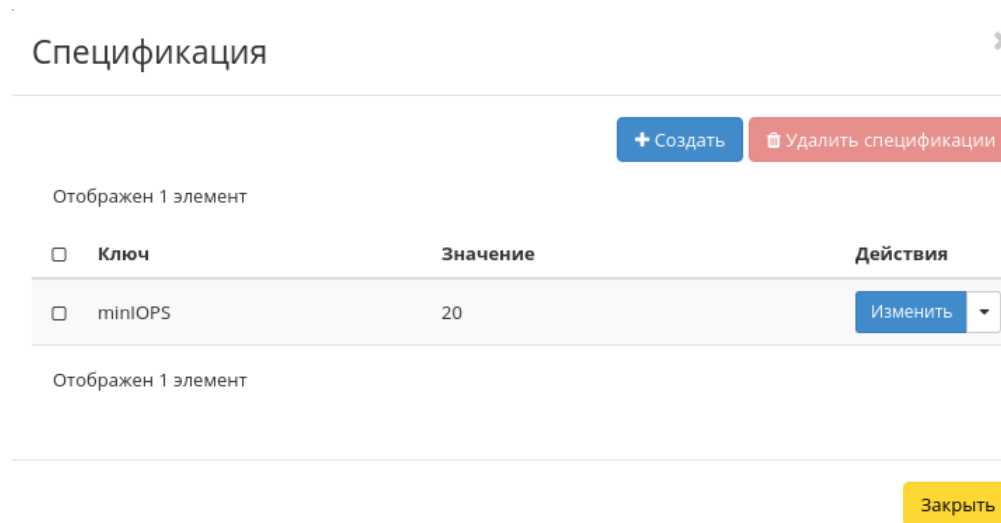 Спецификация
Создать Удалить спецификации
Отображен 1 элемент
Ключ Значение Действия
minIOPS 20 Изменить
Отображен 1 элемент
Закрыть